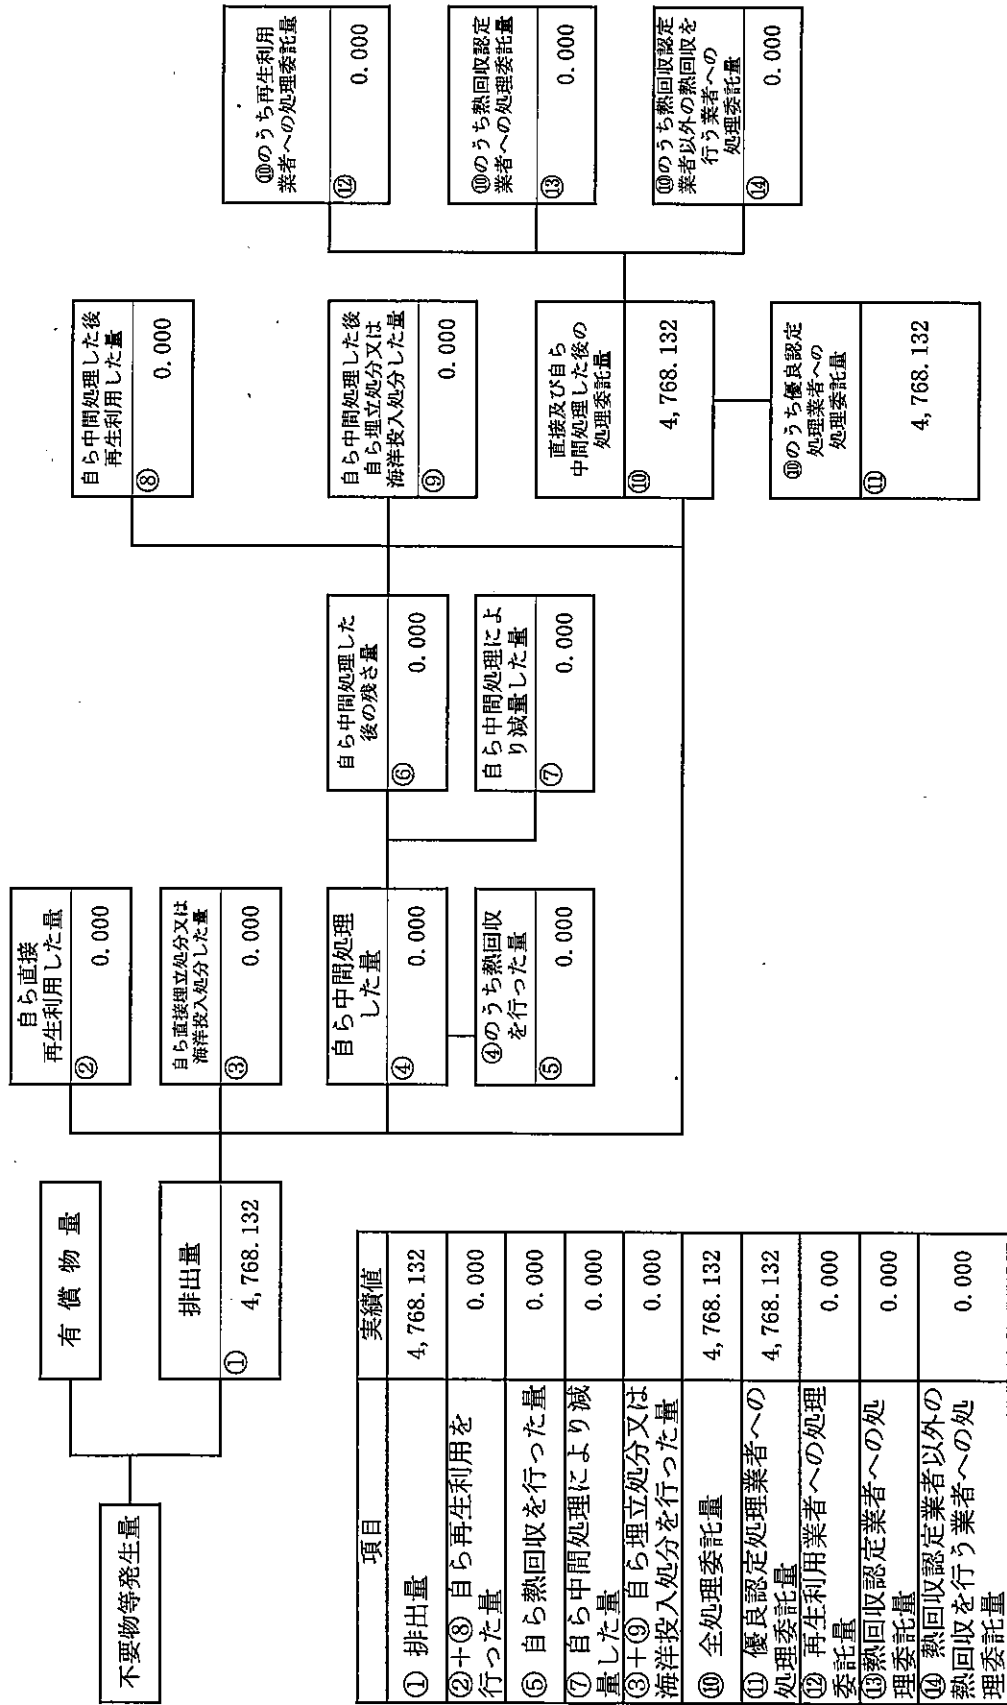 不要物等発生量
有償物量
排出量
① 4,768.132
自ら直接
再生利用した量
② 0.000
自ら直接埋立処分又は
海洋投入処分した量
③ 0.000
自ら中間処理
した量
④ 0.000
④のうち熱回収
を行った量
⑤ 0.000
自ら中間処理した
後の残さ量
⑥ 0.000
自ら中間処理によ
り減量した量
⑦ 0.000
自ら中間処理した後
再生利用した量
⑧ 0.000
自ら中間処理した後
自ら埋立処分又は
海洋投入処分した量
⑨ 0.000
直接及び自ら
中間処理した後の
処理委託量
⑩ 4,768.132
⑩のうち優良認定
処理業者への
処理委託量
⑪ 4,768.132
⑩のうち再生利用
業者への処理委託量
⑫ 0.000
⑩のうち熱回収認定
業者への処理委託量
⑬ 0.000
⑩のうち熱回収認定
業者以外の熱回収を
行う業者への
処理委託量
⑭ 0.000
項目 実績値
① 排出量 4,768.132
②+⑧ 自ら再生利用を
行った量 0.000
⑤ 自ら熱回収を行った量 0.000
⑦ 自ら中間処理により減
量した量 0.000
③+⑨ 自ら埋立処分又は
海洋投入処分を行った量 0.000
⑩ 全処理委託量 4,768.132
⑪ 優良認定処理業者への
処理委託量 4,768.132
⑫ 再生利用業者への処理
委託量 0.000
⑬熱回収認定業者への処
理委託量 0.000
⑭ 熱回収認定業者以外の
熱回収を行う業者への処
理委託量 0.000